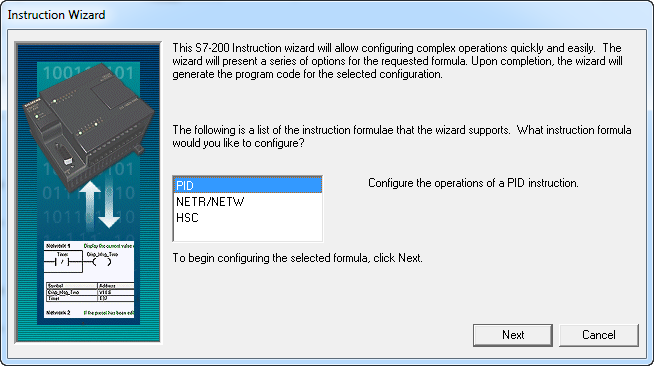 Instruction Wizard
This S7-200 Instruction wizard will allow configuring complex operations quickly and easily. The
wizard will present a series of options for the requested formula. Upon completion, the wizard will
generate the program code for the selected configuration.
The following is a list of the instruction formulae that the wizard supports. What instruction formula
would you like to configure?
PID
NETR/NETW
HSC
Configure the operations of a PID instruction.
To begin configuring the selected formula, click Next.
Network 1
Display the current value
Timer
Symbol
Address
Timer
Network 2
If the preset has been
Next
Cancel